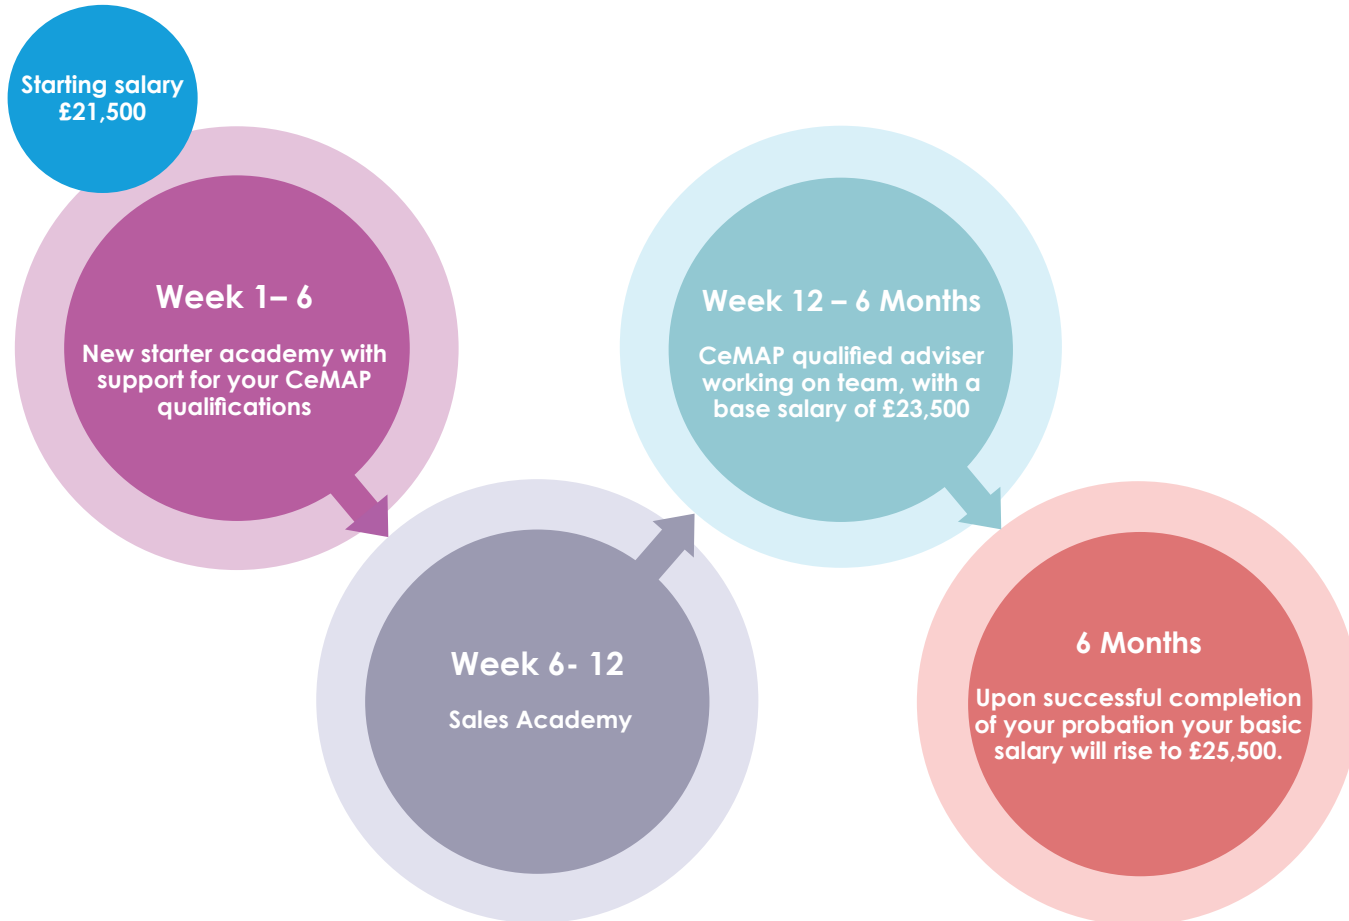 Starting salary
£21,500
Week 1– 6
New starter academy with
support for your CeMAP
qualifications
Week 6- 12
Sales Academy
Week 12 – 6 Months
CeMAP qualified adviser
working on team, with a
base salary of £23,500
6 Months
Upon successful completion
of your probation your basic
salary will rise to £25,500.